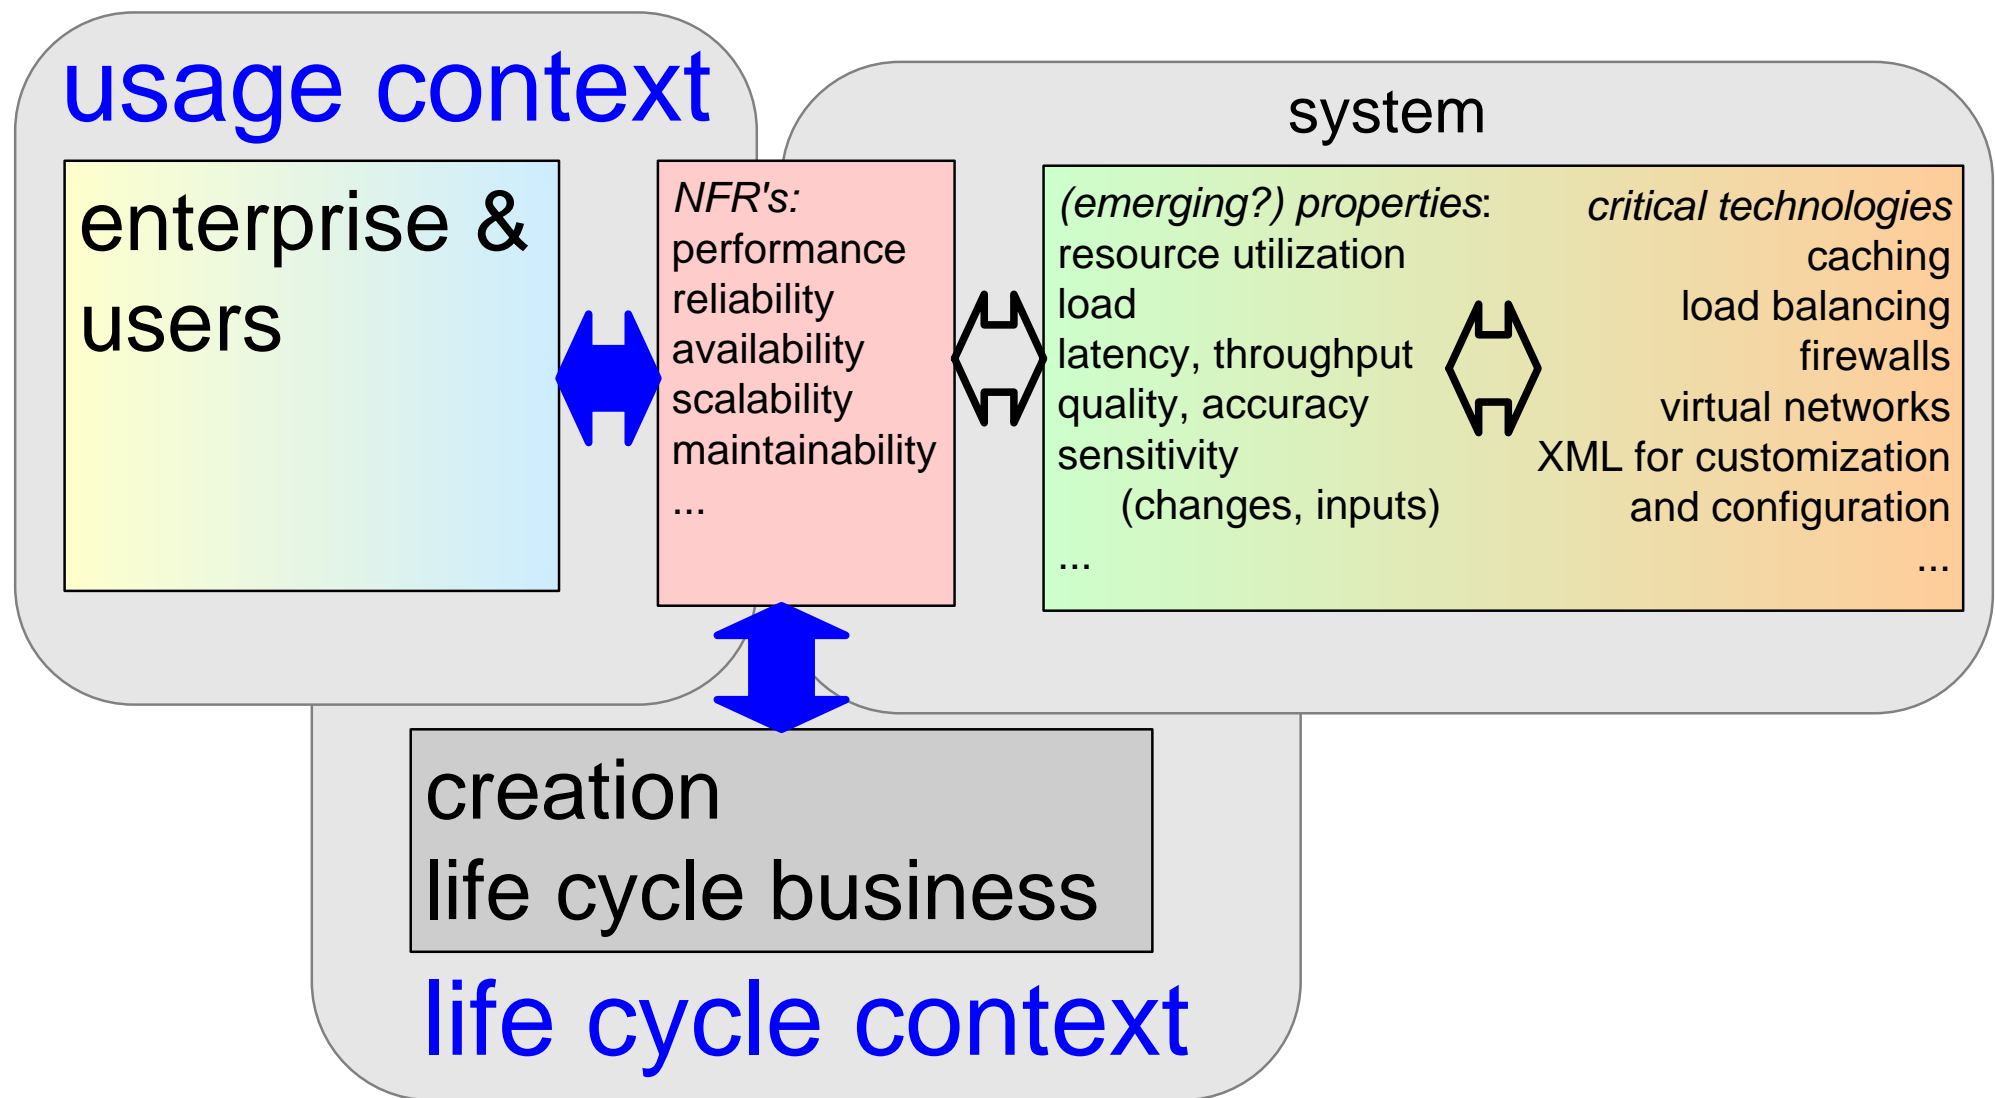 usage context
enterprise &
users
NFR's:
performance
reliability
availability
scalability
maintainability
...
system
(emerging?) properties:
resource utilization
load
latency, throughput
quality, accuracy
sensitivity
(changes, inputs)
...
critical technologies
caching
load balancing
firewalls
virtual networks
XML for customization
and configuration
...
creation
life cycle business
life cycle context